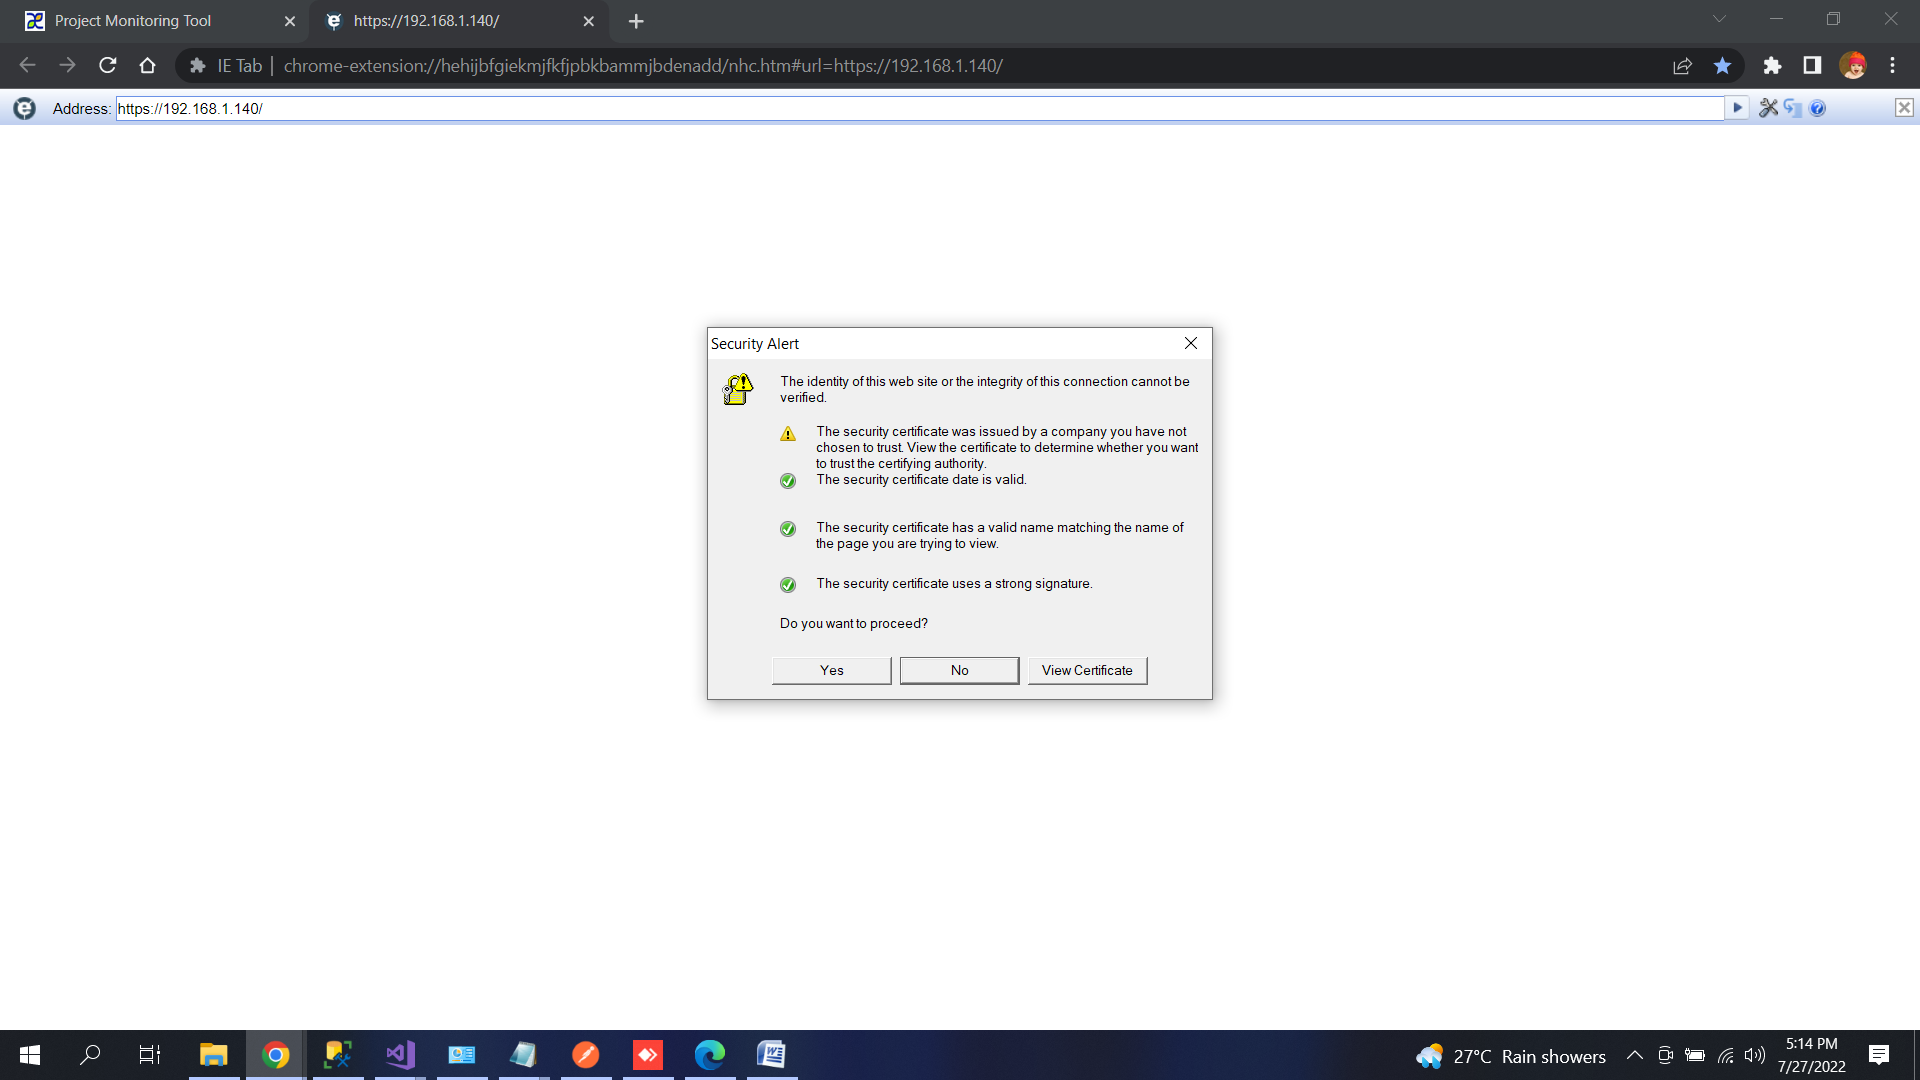 Project Monitoring Tool
https://192.168.1.140/
IE Tab
chrome-extension://hehijbfgiekmjfkfjpbkbammjbdenadd/nhc.htm#url=https://192.168.1.140/
Address: https://192.168.1.140/
Security Alert
The identity of this web site or the integrity of this connection cannot be
verified.
The security certificate was issued by a company you have not
chosen to trust. View the certificate to determine whether you want
to trust the certifying authority.
The security certificate date is valid.
The security certificate has a valid name matching the name of
the page you are trying to view.
The security certificate uses a strong signature.
Do you want to proceed?
Yes
No
View Certificate
27°C Rain showers
5:14 PM
7/27/2022